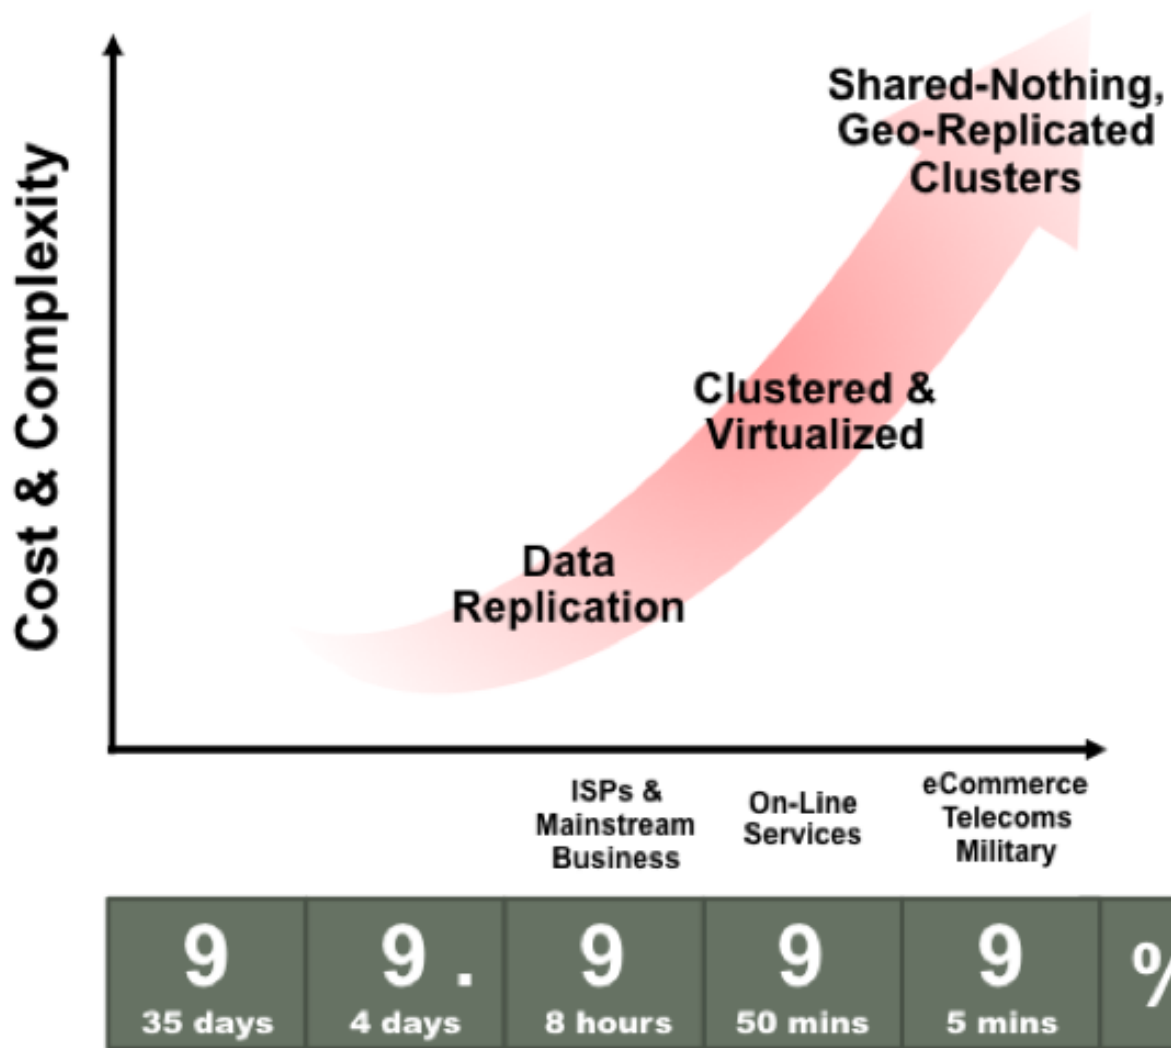 Cost & Complexity
Shared-Nothing,
Geo-Replicated
Clusters
Clustered &
Virtualized
Data
Replication
ISPs &
Mainstream
Business
On-Line
Services
eCommerce
Telecoms
Military
9 9 . 9 9 9 %
35 days 4 days 8 hours 50 mins 5 mins